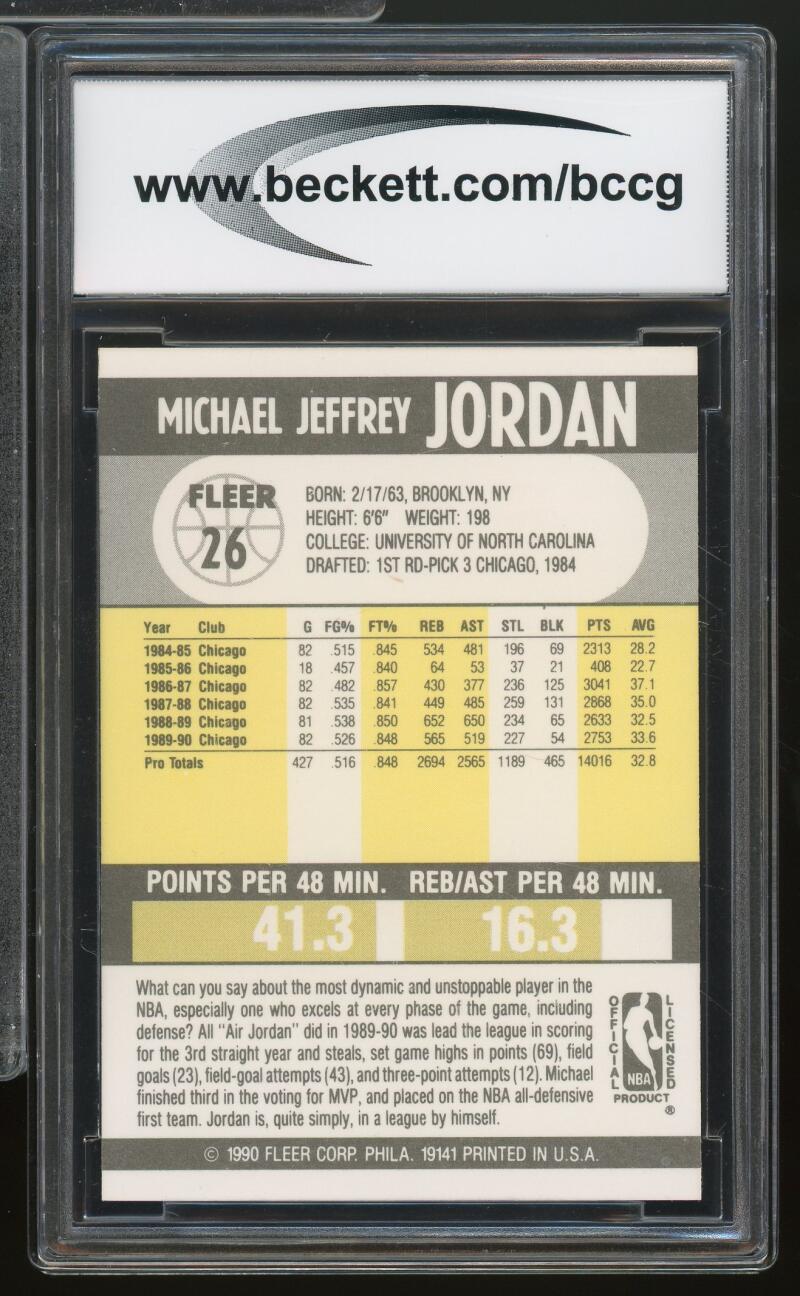 www.beckett.com/bccg
MICHAEL JEFFREY JORDAN
FLEER
26
BORN: 2/17/63, BROOKLYN, NY
HEIGHT: 6'6" WEIGHT: 198
COLLEGE: UNIVERSITY OF NORTH CAROLINA
DRAFTED: 1ST RD-PICK 3 CHICAGO, 1984
Year Club G FG% FT% REB AST STL BLK PTS AVG
1984-85 Chicago 82 .515 .845 534 481 196 69 2313 28.2
1985-86 Chicago 18 .457 .840 64 53 37 21 408 22.7
1986-87 Chicago 82 .482 .857 430 377 236 125 3041 37.1
1987-88 Chicago 82 .535 .841 449 485 259 131 2868 35.0
1988-89 Chicago 81 .538 .850 652 650 234 65 2633 32.5
1989-90 Chicago 82 .526 .848 565 519 227 54 2753 33.6
Pro Totals 427 .516 .848 2694 2565 1189 465 14016 32.8
POINTS PER 48 MIN. REB/AST PER 48 MIN.
41.3 16.3
What can you say about the most dynamic and unstoppable player in the
NBA, especially one who excels at every phase of the game, including
defense? All "Air Jordan" did in 1989-90 was lead the league in scoring
for the 3rd straight year and steals, set game highs in points (69), field
goals (23), field-goal attempts (43), and three-point attempts (12). Michael
finished third in the voting for MVP, and placed on the NBA all-defensive
first team. Jordan is, quite simply, in a league by himself.
OFFICIAL
LICENSED
NBA
PRODUCT
®
© 1990 FLEER CORP. PHILA. 19141 PRINTED IN U.S.A.